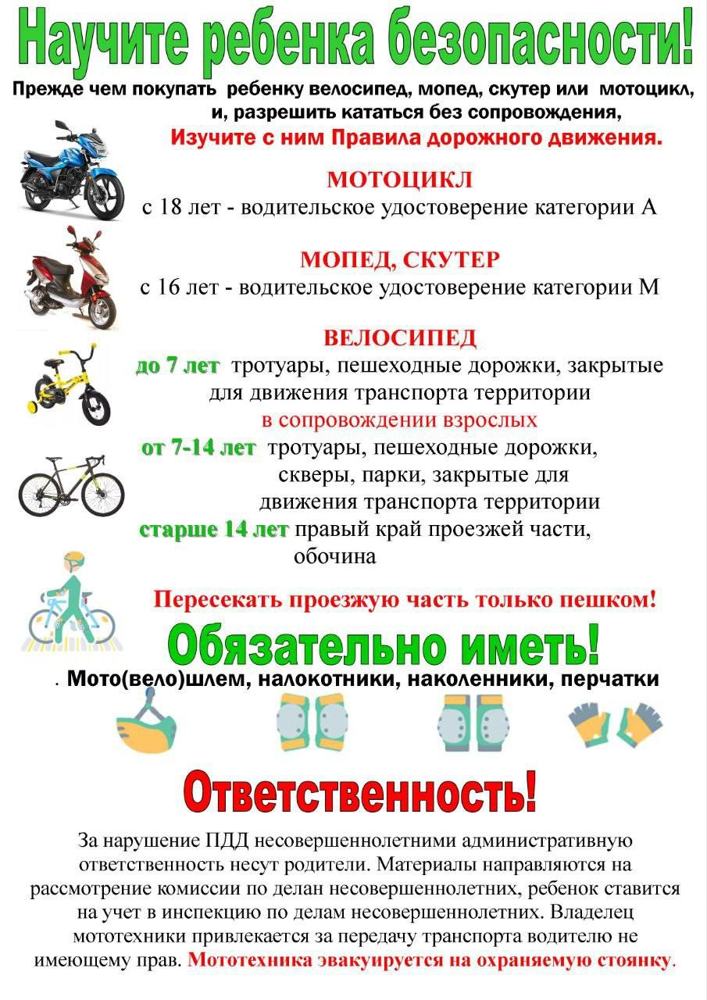 Научите ребенка безопасности!
Прежде чем покупать ребенку велосипед, мопед, скутер или мотоцикл,
и, разрешить кататься без сопровождения,
Изучите с ним Правила дорожного движения.
МОТОЦИКЛ
с 18 лет - водительское удостоверение категории А
МОПЕД, СКУТЕР
с 16 лет - водительское удостоверение категории М
ВЕЛОСИПЕД
до 7 лет тротуары, пешеходные дорожки, закрытые
для движения транспорта территории
в сопровождении взрослых
от 7-14 лет тротуары, пешеходные дорожки,
скверы, парки, закрытые для
движения транспорта территории
старше 14 лет правый край проезжей части,
обочина
Пересекать проезжую часть только пешком!
Обязательно иметь!
. Мото(вело)шлем, налокотники, наколенники, перчатки
Ответственность!
За нарушение ПДД несовершеннолетними административную
ответственность несут родители. Материалы направляются на
рассмотрение комиссии по делан несовершеннолетних, ребенок ставится
на учет в инспекцию по делам несовершеннолетних. Владелец
мототехники привлекается за передачу транспорта водителю не
имеющему прав. Мототехника эвакуируется на охраняемую стоянку.